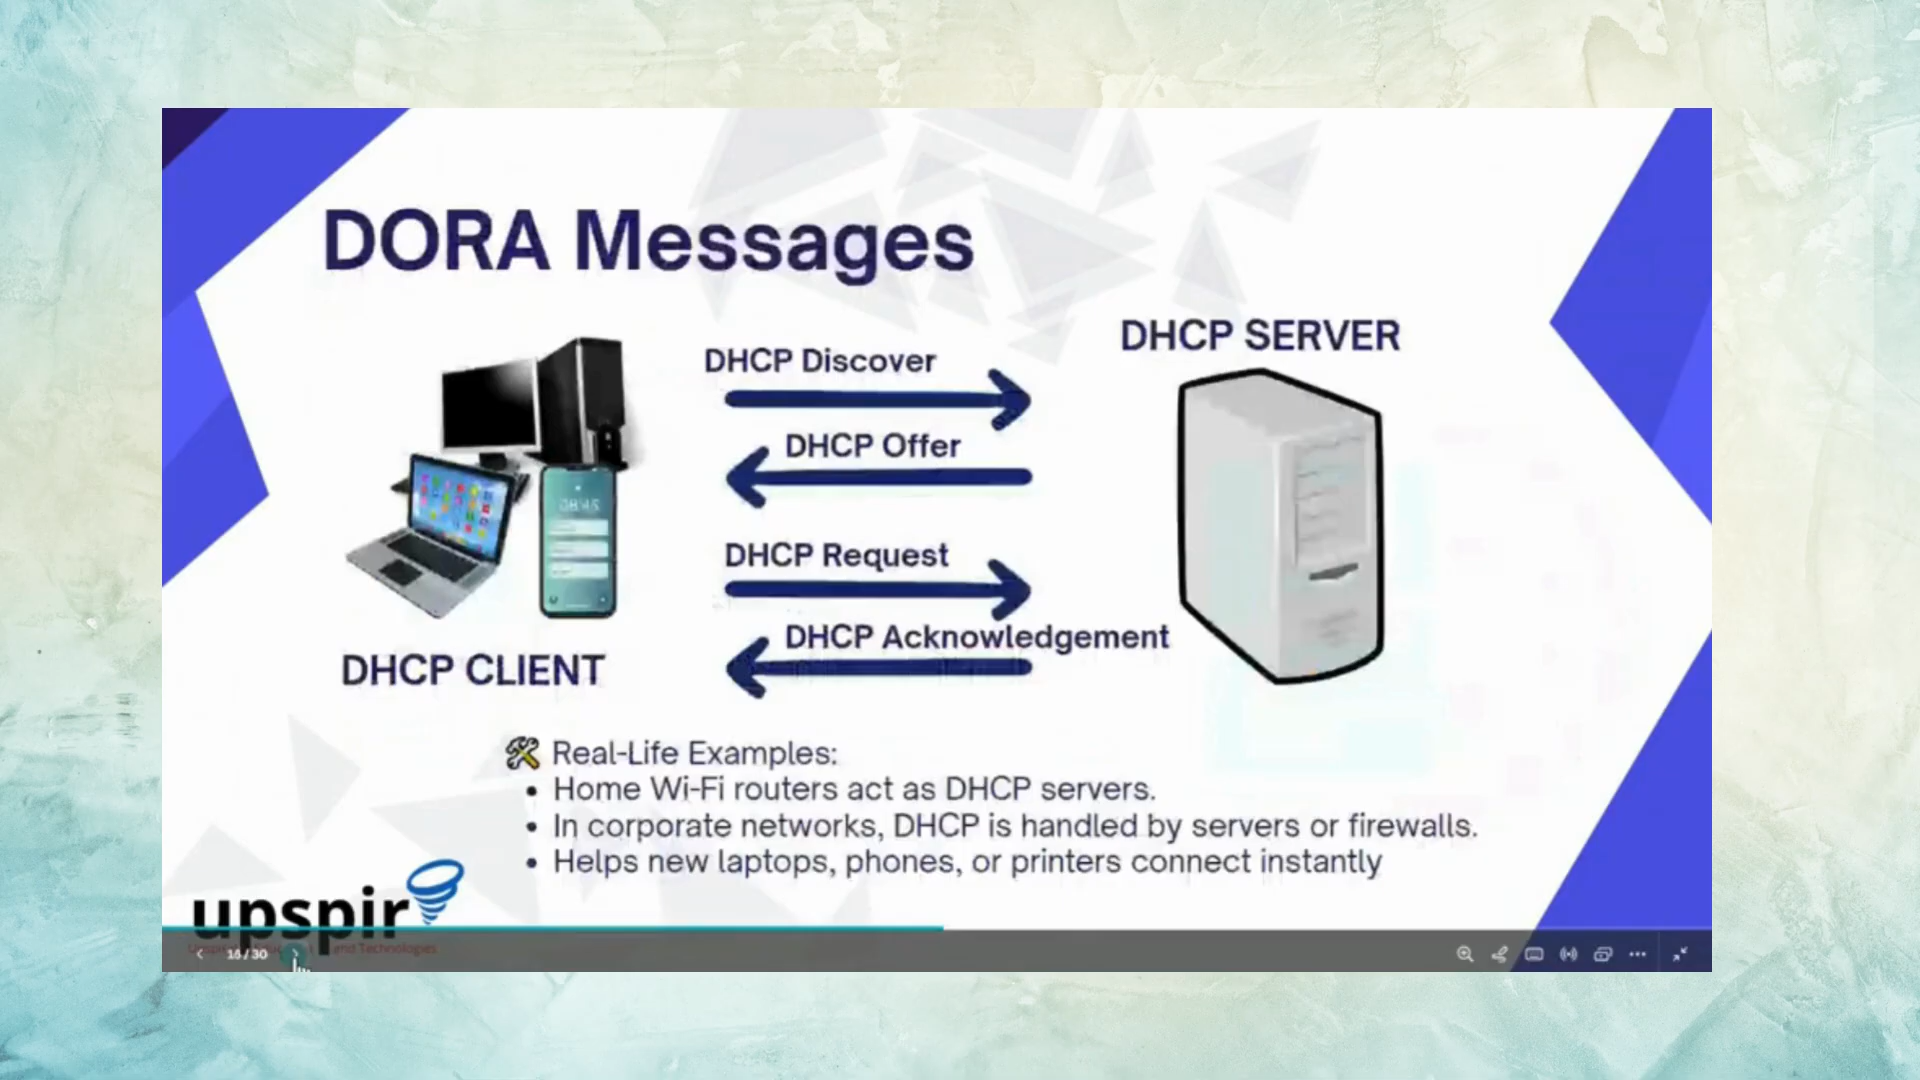 DORA Messages
DHCP SERVER
DHCP Discover
DHCP Offer
DHCP Request
DHCP Acknowledgement
DHCP CLIENT
🛠 Real-Life Examples:
• Home Wi-Fi routers act as DHCP servers.
• In corporate networks, DHCP is handled by servers or firewalls.
• Helps new laptops, phones, or printers connect instantly
upspir
and Technologies
/ 30